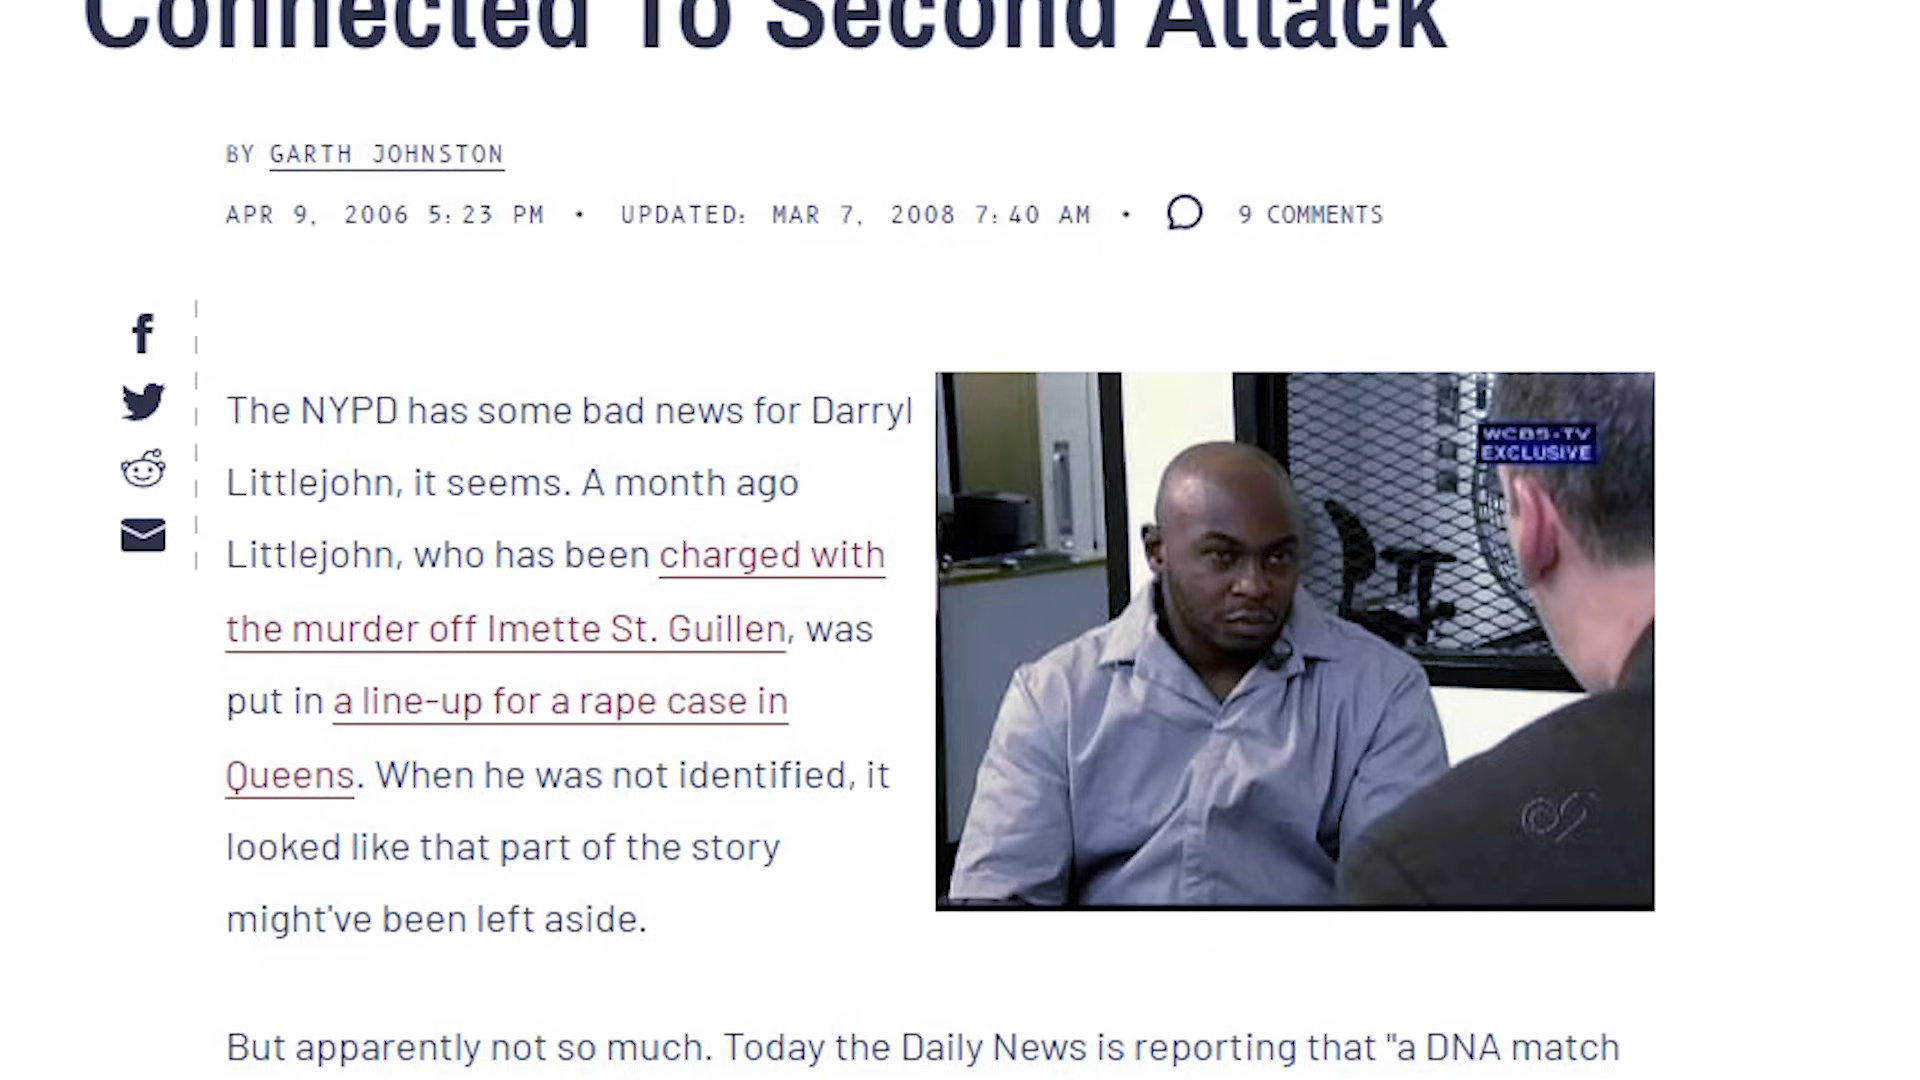 Connected To Second Attack
BY GARTH JOHNSTON
APR 9, 2006 5:23 PM • UPDATED: MAR 7, 2008 7:40 AM • 9 COMMENTS
The NYPD has some bad news for Darryl
Littlejohn, it seems. A month ago
Littlejohn, who has been charged with
the murder off Imette St. Guillen, was
put in a line-up for a rape case in
Queens. When he was not identified, it
looked like that part of the story
might've been left aside.
WCBS-TV
EXCLUSIVE
But apparently not so much. Today the Daily News is reporting that "a DNA match